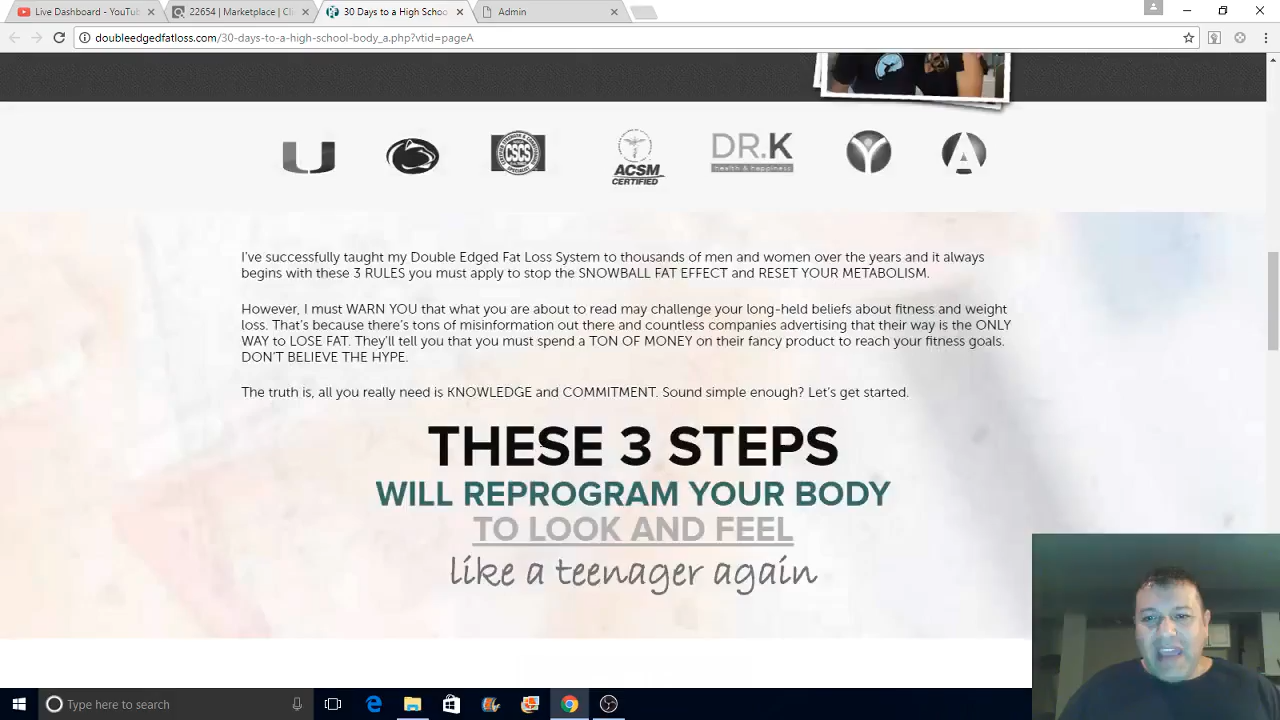 Live Dashboard - YouTu
22654 | Marketplace | Cli
30 Days to a High Schoo
Admin
doubleedgedfatloss.com/30-days-to-a-high-school-body_a.php?vtid=pageA
U
CSCS
ACSM
CERTIFIED
DR.K
health & happiness
Y
A
I've successfully taught my Double Edged Fat Loss System to thousands of men and women over the years and it always
begins with these 3 RULES you must apply to stop the SNOWBALL FAT EFFECT and RESET YOUR METABOLISM.
However, I must WARN YOU that what you are about to read may challenge your long-held beliefs about fitness and weight
loss. That's because there's tons of misinformation out there and countless companies advertising that their way is the ONLY
WAY to LOSE FAT. They'll tell you that you must spend a TON OF MONEY on their fancy product to reach your fitness goals.
DON'T BELIEVE THE HYPE.
The truth is, all you really need is KNOWLEDGE and COMMITMENT. Sound simple enough? Let's get started.
THESE 3 STEPS
WILL REPROGRAM YOUR BODY
TO LOOK AND FEEL
like a teenager again
Type here to search